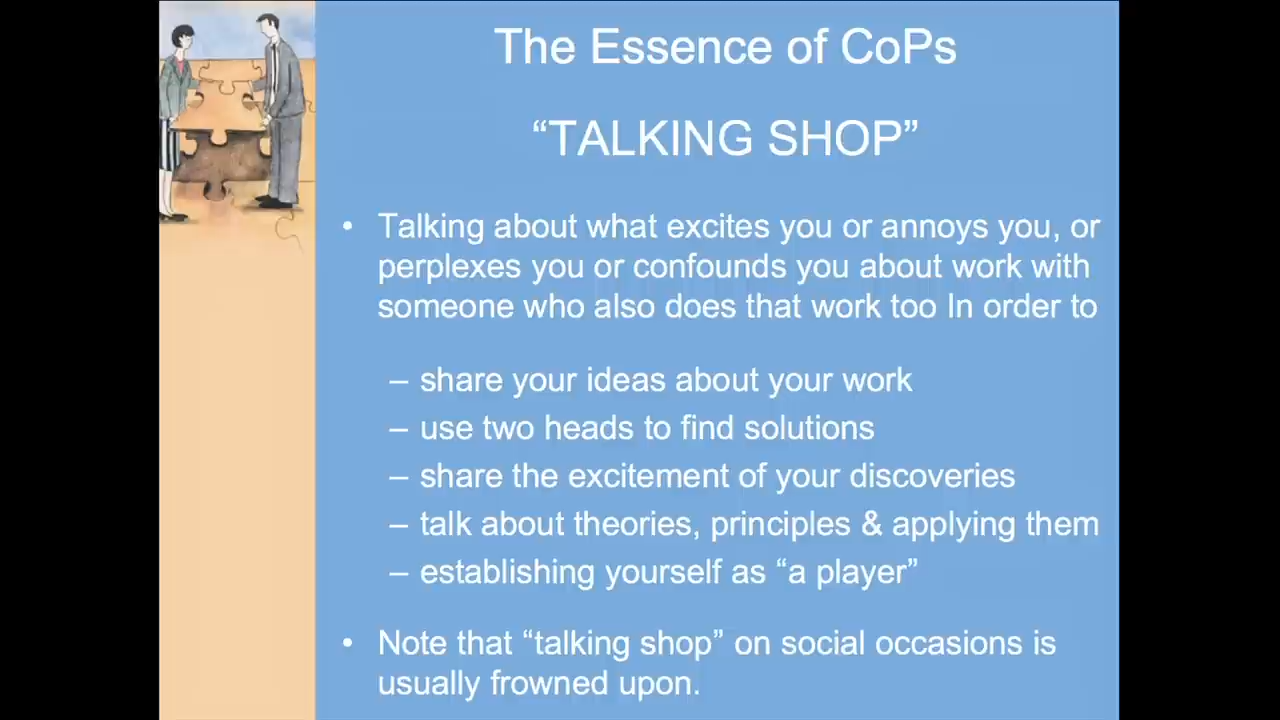 The Essence of CoPs
“TALKING SHOP”
• Talking about what excites you or annoys you, or
perplexes you or confounds you about work with
someone who also does that work too In order to
– share your ideas about your work
– use two heads to find solutions
– share the excitement of your discoveries
– talk about theories, principles & applying them
– establishing yourself as “a player”
• Note that “talking shop” on social occasions is
usually frowned upon.